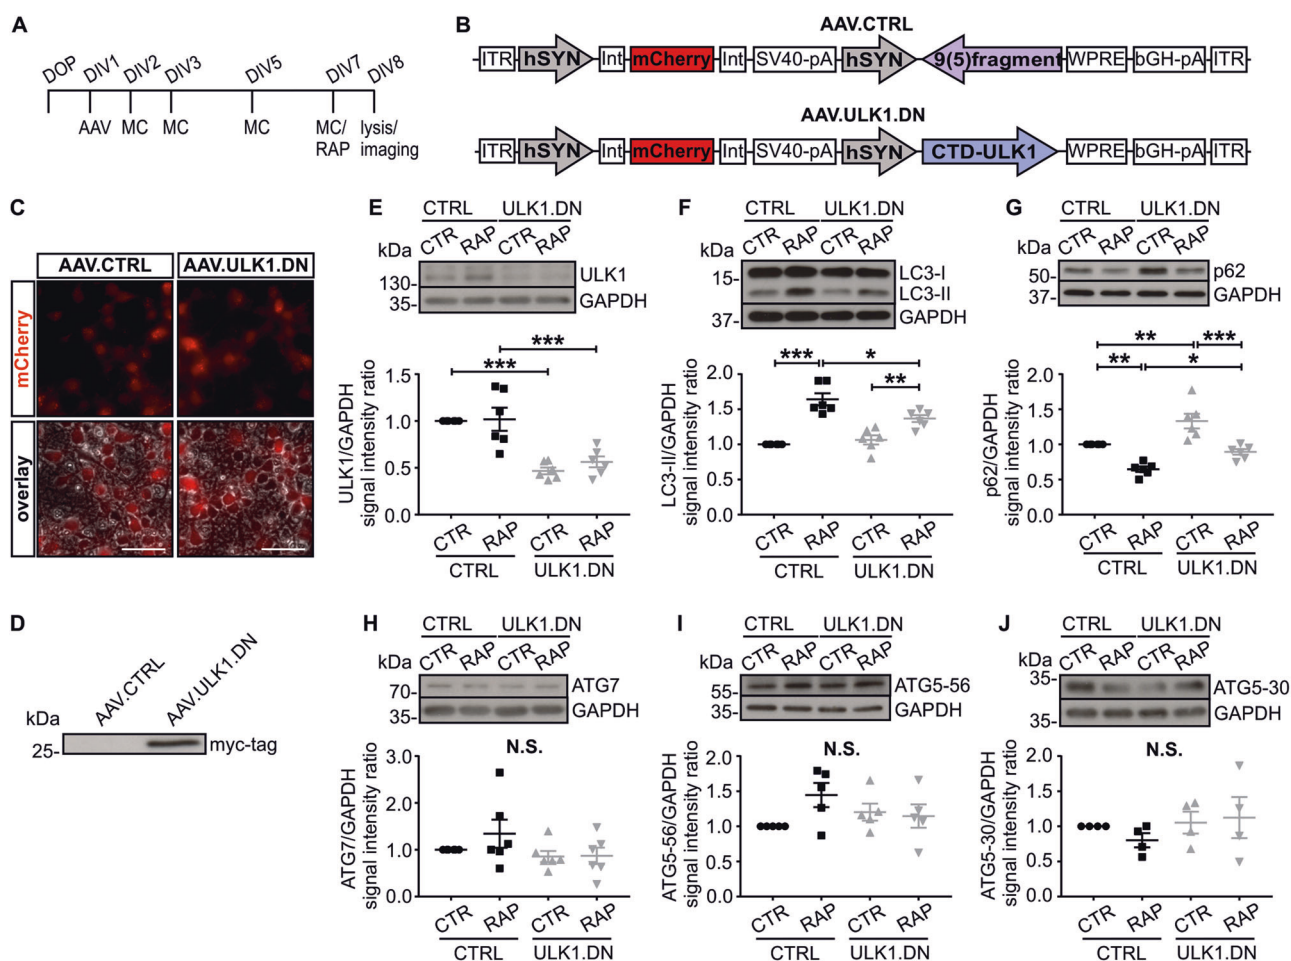 A
DOP DIV1 DIV2 DIV3 DIV5 DIV7 DIV8
AAV MC MC MC MC/ RAP lysis/ imaging
B
AAV.CTRL
ITR hSYN Int mCherry Int SV40-pA hSYN 9(5)fragment WPRE bGH-pA ITR
AAV.ULK1.DN
ITR hSYN Int mCherry Int SV40-pA hSYN CTD-ULK1 WPRE bGH-pA ITR
C
AAV.CTRL AAV.ULK1.DN
mCherry
overlay
D
AAV.CTRL AAV.ULK1.DN
kDa
25- myc-tag
E
CTRL ULK1.DN
kDa CTR RAP CTR RAP
130- ULK1
35- GAPDH
***
***
ULK1/GAPDH
signal intensity ratio
1.5
1.0
0.5
0.0
CTR RAP CTR RAP
CTRL ULK1.DN
F
CTRL ULK1.DN
kDa CTR RAP CTR RAP
15- LC3-I
LC3-II
37- GAPDH
*** *
**
LC3-II/GAPDH
signal intensity ratio
2.0
1.5
1.0
0.5
0.0
CTR RAP CTR RAP
CTRL ULK1.DN
G
CTRL ULK1.DN
kDa CTR RAP CTR RAP
50- p62
37- GAPDH
** ***
** *
p62/GAPDH
signal intensity ratio
2.0
1.5
1.0
0.5
0.0
CTR RAP CTR RAP
CTRL ULK1.DN
H
CTRL ULK1.DN
kDa CTR RAP CTR RAP
70- ATG7
35- GAPDH
N.S.
ATG7/GAPDH
signal intensity ratio
3.0
2.0
1.0
0.0
CTR RAP CTR RAP
CTRL ULK1.DN
I
CTRL ULK1.DN
kDa CTR RAP CTR RAP
55- ATG5-56
35- GAPDH
N.S.
ATG5-56/GAPDH
signal intensity ratio
2.0
1.5
1.0
0.5
0.0
CTR RAP CTR RAP
CTRL ULK1.DN
J
CTRL ULK1.DN
kDa CTR RAP CTR RAP
35- ATG5-30
35- GAPDH
N.S.
ATG5-30/GAPDH
signal intensity ratio
2.0
1.5
1.0
0.5
0.0
CTR RAP CTR RAP
CTRL ULK1.DN